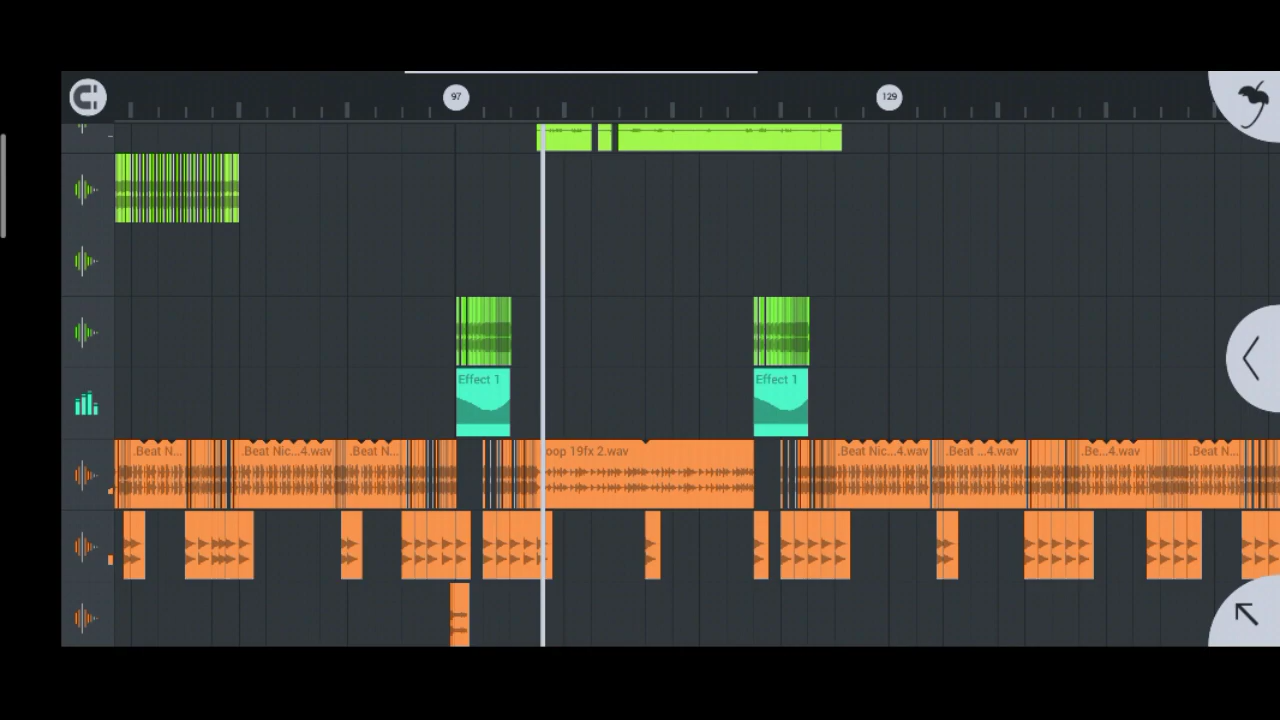 97
129
Effect 1
Effect 1
.Beat N...
.Beat Nic...4.wav
.Beat N...
oop 19fx 2.wav
.Beat Nic...4.wav
.Beat ...4.wav
.Be...4.wav
.Beat N...